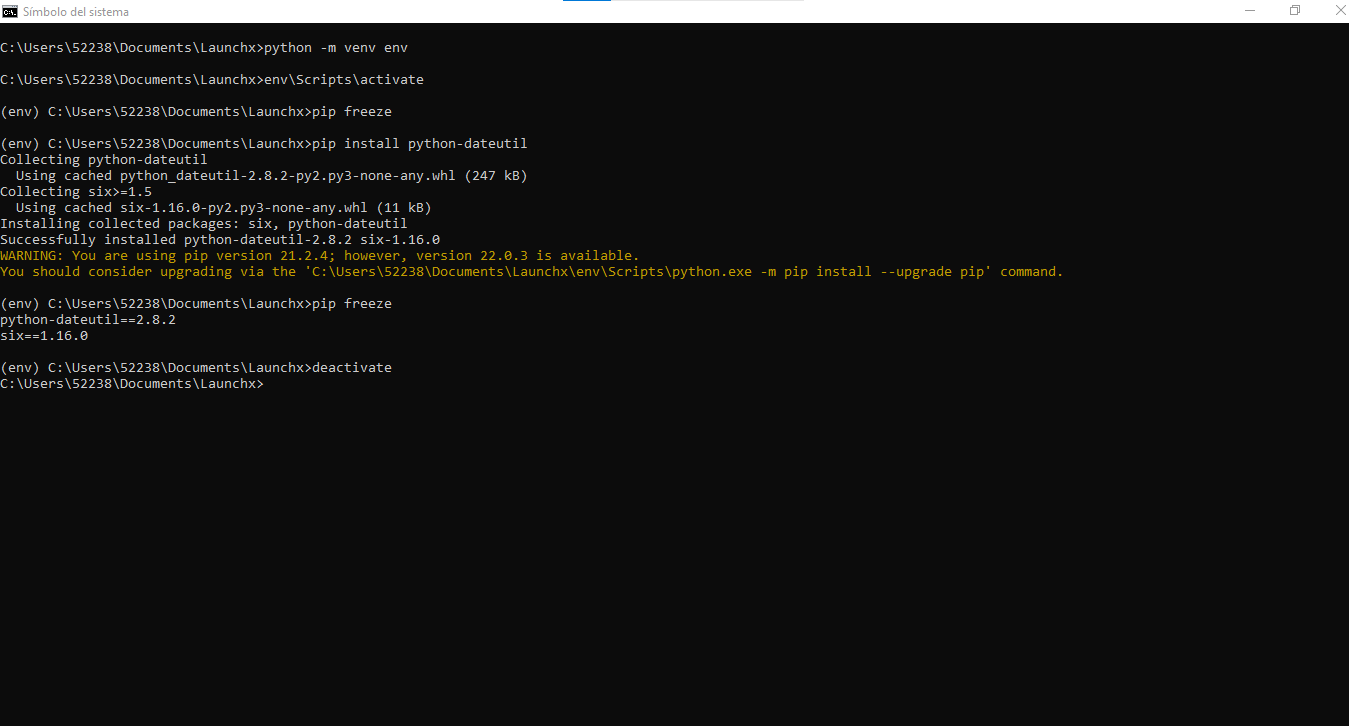 Símbolo del sistema
C:\Users\52238\Documents\Launchx>python -m venv env
C:\Users\52238\Documents\Launchx>env\Scripts\activate
(env) C:\Users\52238\Documents\Launchx>pip freeze
(env) C:\Users\52238\Documents\Launchx>pip install python-dateutil
Collecting python-dateutil
  Using cached python_dateutil-2.8.2-py2.py3-none-any.whl (247 kB)
Collecting six>=1.5
  Using cached six-1.16.0-py2.py3-none-any.whl (11 kB)
Installing collected packages: six, python-dateutil
Successfully installed python-dateutil-2.8.2 six-1.16.0
WARNING: You are using pip version 21.2.4; however, version 22.0.3 is available.
You should consider upgrading via the 'C:\Users\52238\Documents\Launchx\env\Scripts\python.exe -m pip install --upgrade pip' command.
(env) C:\Users\52238\Documents\Launchx>pip freeze
python-dateutil==2.8.2
six==1.16.0
(env) C:\Users\52238\Documents\Launchx>deactivate
C:\Users\52238\Documents\Launchx>